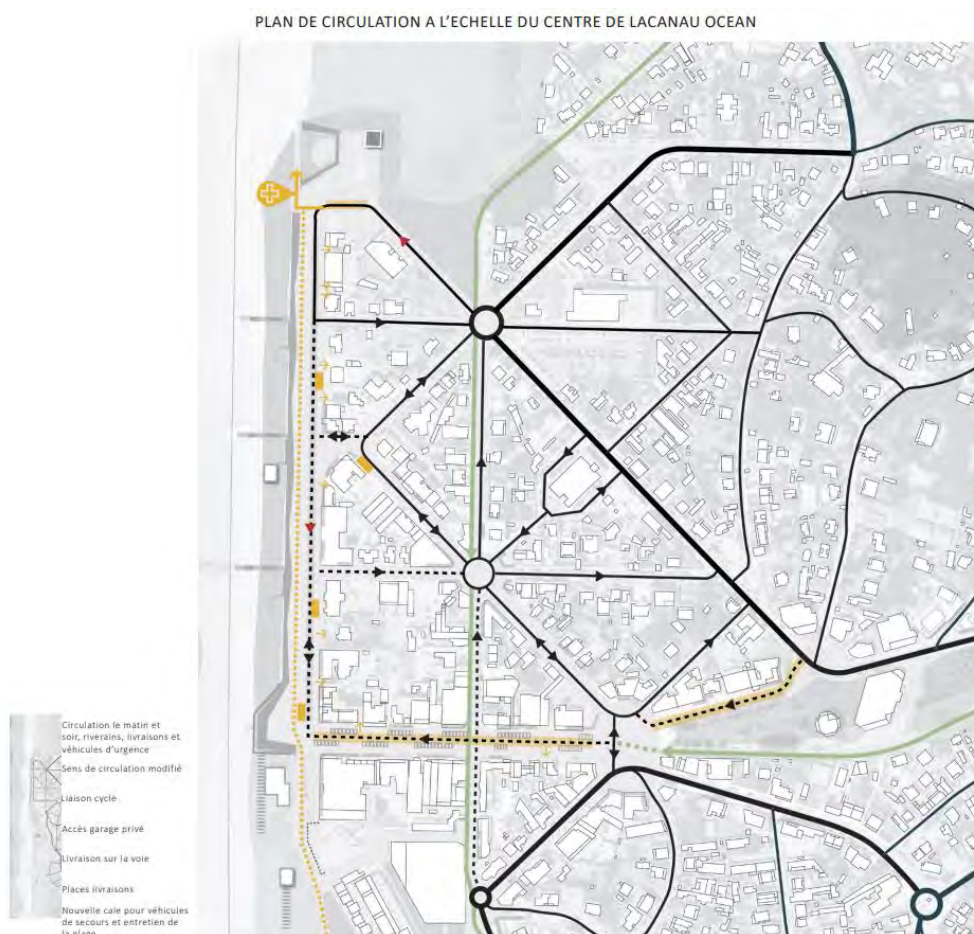 PLAN DE CIRCULATION A L'ECHELLE DU CENTRE DE LACANAU OCEAN
Circulation le matin et
soir, riverains, livraisons et
véhicules d'urgence
Sens de circulation modifié
Liaison cycle
Accès garage privé
Livraison sur la voie
Places livraisons
Nouvelle cale pour véhicules
de secours et entretien de
la plage